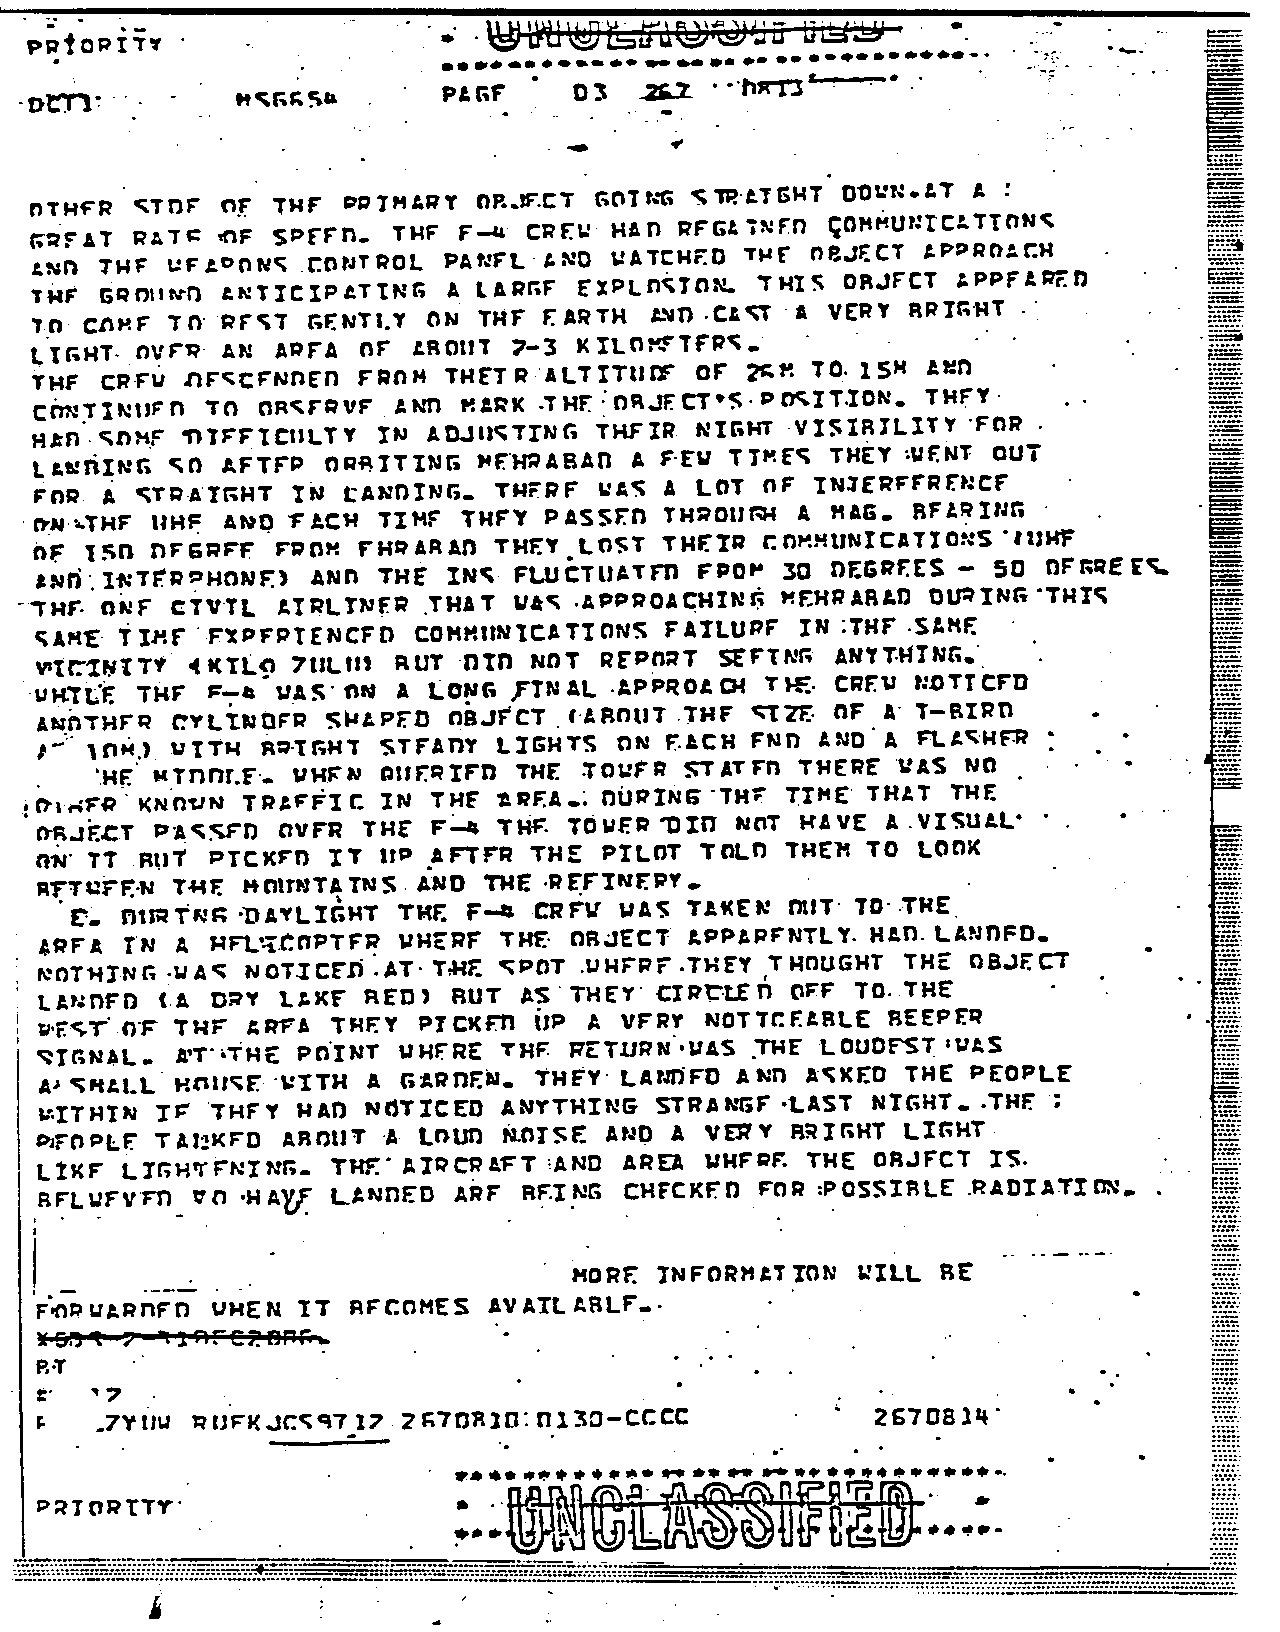 PRIORITY
UNCLASSIFIED
MSG654 PAGE 03 267
OTHER SIDE OF THE PRIMARY OBJECT GOING STRAIGHT DOWN AT A
GREAT RATE OF SPEED. THE F-4 CREW HAD REGAINED COMMUNICATIONS
AND THE WEAPONS CONTROL PANEL AND WATCHED THE OBJECT APPROACH
THE GROUND ANTICIPATING A LARGE EXPLOSION. THIS OBJECT APPEARED
TO COME TO REST GENTLY ON THE EARTH AND CAST A VERY BRIGHT
LIGHT OVER AN AREA OF ABOUT 2-3 KILOMETERS.
THE CREW DESCENDED FROM THEIR ALTITUDE OF 26M TO 15M AND
CONTINUED TO OBSERVE AND MARK THE OBJECT'S POSITION. THEY
HAD SOME DIFFICULTY IN ADJUSTING THEIR NIGHT VISIBILITY FOR
LANDING SO AFTER ORBITING MEHRABAD A FEW TIMES THEY WENT OUT
FOR A STRAIGHT IN LANDING. THERE WAS A LOT OF INTERFERENCE
ON THE UHF AND EACH TIME THEY PASSED THROUGH A MAG. BEARING
OF 150 DEGREE FROM EHRABAD THEY LOST THEIR COMMUNICATIONS (UHF
AND INTERPHONE) AND THE INS FLUCTUATED FROM 30 DEGREES - 50 DEGREES.
THE ONE CIVIL AIRLINER THAT WAS APPROACHING MEHRABAD DURING THIS
SAME TIME EXPERIENCED COMMUNICATIONS FAILURE IN THE SAME
VICINITY (KILO ZULU) BUT DID NOT REPORT SEEING ANYTHING.
WHILE THE F-4 WAS ON A LONG FINAL APPROACH THE CREW NOTICED
ANOTHER CYLINDER SHAPED OBJECT (ABOUT THE SIZE OF A T-BIRD
10M) WITH BRIGHT STEADY LIGHTS ON EACH END AND A FLASHER
HE MIDDLE. WHEN QUERIED THE TOWER STATED THERE WAS NO
OTHER KNOWN TRAFFIC IN THE AREA. DURING THE TIME THAT THE
OBJECT PASSED OVER THE F-4 THE TOWER DID NOT HAVE A VISUAL
ON IT BUT PICKED IT UP AFTER THE PILOT TOLD THEM TO LOOK
BETWEEN THE MOUNTAINS AND THE REFINERY.
E. DURING DAYLIGHT THE F-4 CREW WAS TAKEN OUT TO THE
AREA IN A HELICOPTER WHERE THE OBJECT APPARENTLY HAD LANDED.
NOTHING WAS NOTICED AT THE SPOT WHERE THEY THOUGHT THE OBJECT
LANDED (A DRY LAKE BED) BUT AS THEY CIRCLED OFF TO THE
WEST OF THE AREA THEY PICKED UP A VERY NOTICEABLE BEEPER
SIGNAL. AT THE POINT WHERE THE RETURN WAS THE LOUDEST WAS
A SMALL HOUSE WITH A GARDEN. THEY LANDED AND ASKED THE PEOPLE
WITHIN IF THEY HAD NOTICED ANYTHING STRANGE LAST NIGHT. THE
PEOPLE TALKED ABOUT A LOUD NOISE AND A VERY BRIGHT LIGHT
LIKE LIGHTENING. THE AIRCRAFT AND AREA WHERE THE OBJECT IS
BELIEVED TO HAVE LANDED ARE BEING CHECKED FOR POSSIBLE RADIATION.
MORE INFORMATION WILL BE
FORWARDED WHEN IT BECOMES AVAILABLE.
BT
RUFKJCS9712 2670810 0130-CCCC 2670814
PRIORITY
UNCLASSIFIED